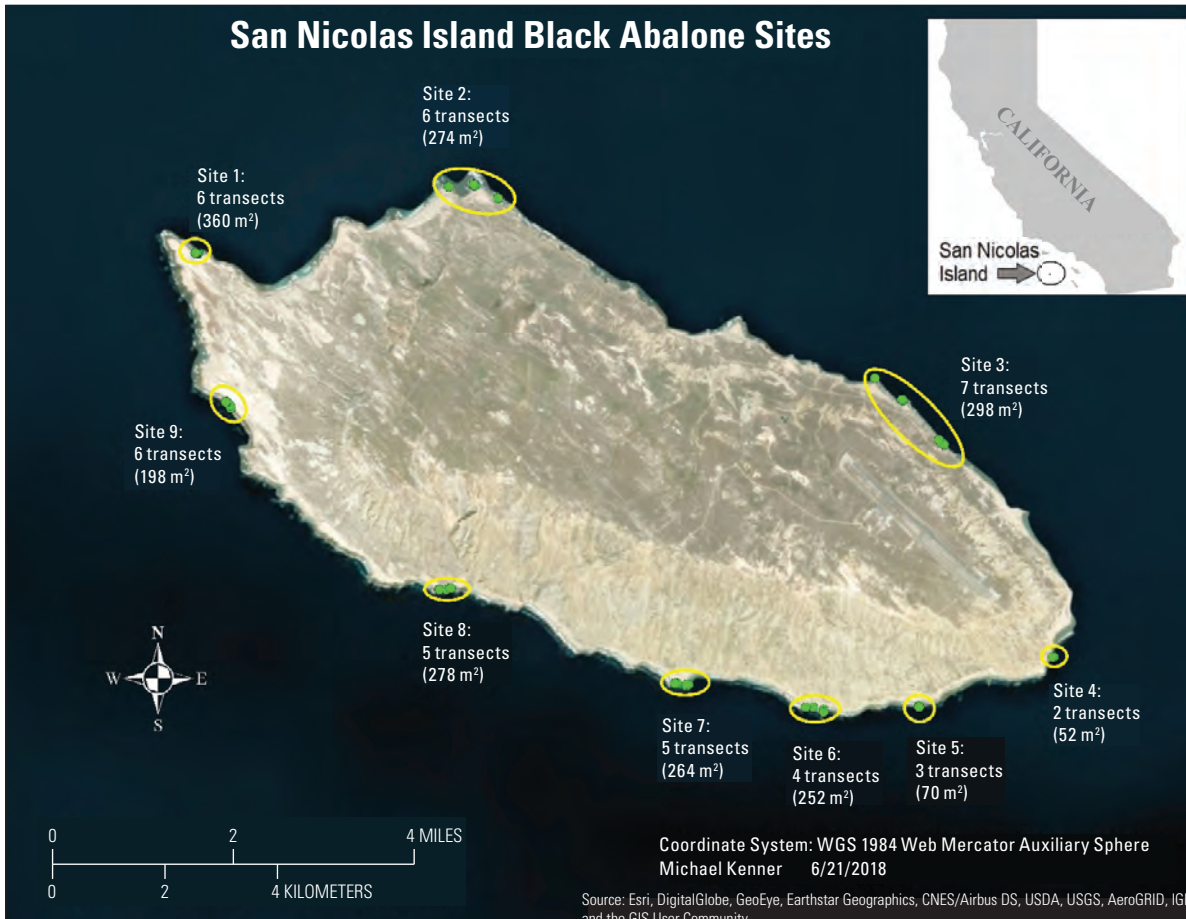 San Nicolas Island Black Abalone Sites
Site 2:
6 transects
(274 m²)
Site 1:
6 transects
(360 m²)
CALIFORNIA
San Nicolas
Island
Site 3:
7 transects
(298 m²)
Site 9:
6 transects
(198 m²)
Site 8:
5 transects
(278 m²)
N
W E
S
Site 7:
5 transects
(264 m²)
Site 6:
4 transects
(252 m²)
Site 5:
3 transects
(70 m²)
Site 4:
2 transects
(52 m²)
0 2 4 MILES
0 2 4 KILOMETERS
Coordinate System: WGS 1984 Web Mercator Auxiliary Sphere
Michael Kenner 6/21/2018
Source: Esri, DigitalGlobe, GeoEye, Earthstar Geographics, CNES/Airbus DS, USDA, USGS, AeroGRID,
and the GIS User Community